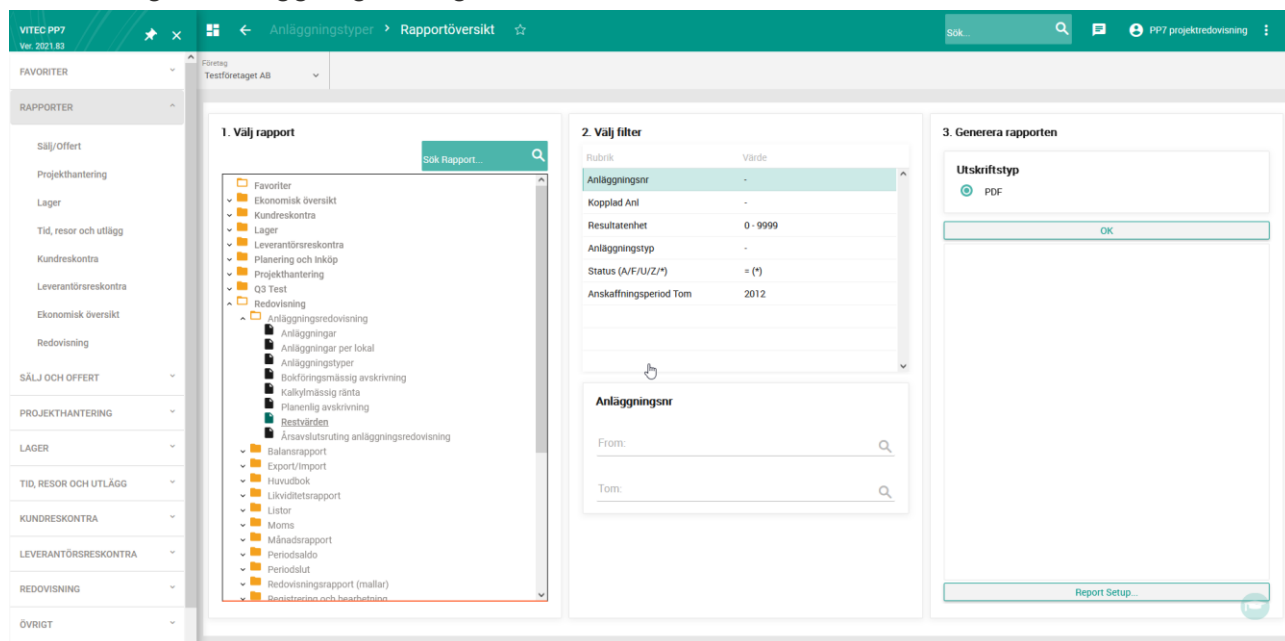 VITEC PP7
Ver. 2021.83
Anläggningstyper > Rapportöversikt
Sök...
PP7 projektredovisning
FAVORITER
Företag
Testföretaget AB
RAPPORTER
Sälj/Offert
Projekthantering
Lager
Tid, resor och utlägg
Kundreskontra
Leverantörsreskontra
Ekonomisk översikt
Redovisning
SÄLJ OCH OFFERT
PROJEKTHANTERING
LAGER
TID, RESOR OCH UTLÄGG
KUNDRESKONTRA
LEVERANTÖRSRESKONTRA
REDOVISNING
ÖVRIGT
1. Välj rapport
Sök Rapport...
Favoriter
Ekonomisk översikt
Kundreskontra
Lager
Leverantörsreskontra
Planering och Inköp
Projekthantering
Q3 Test
Redovisning
Anläggningsredovisning
Anläggningar
Anläggningar per lokal
Anläggningstyper
Bokföringsmässig avskrivning
Kalkylmässig ränta
Planenlig avskrivning
Restvärden
Årsavslutsruting anläggningsredovisning
Balansrapport
Export/Import
Huvudbok
Likviditetsrapport
Listor
Moms
Månadsrapport
Periodsaldo
Periodslut
Redovisningsrapport (mallar)
Registrering och bearbetning
2. Välj filter
Rubrik Värde
Anläggningsnr -
Kopplad Anl -
Resultatenhet 0 - 9999
Anläggningstyp -
Status (A/F/U/Z/*) = (*)
Anskaffningsperiod Tom 2012
Anläggningsnr
From:
Tom:
3. Generera rapporten
Utskriftstyp
PDF
OK
Report Setup...